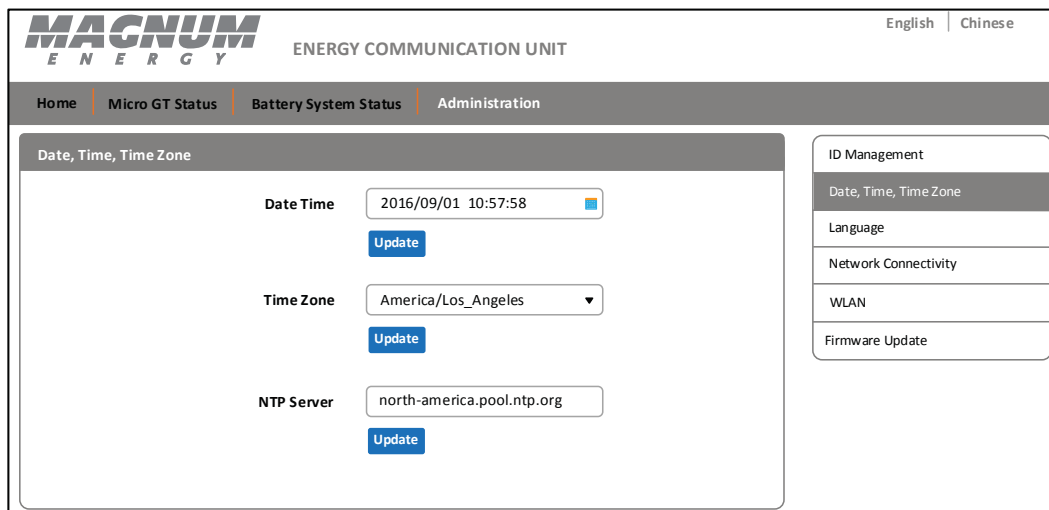 MAGNUM
ENERGY
ENERGY COMMUNICATION UNIT
English
Chinese
Home
Micro GT Status
Battery System Status
Administration
Date, Time, Time Zone
Date Time
2016/09/01 10:57:58
Update
Time Zone
America/Los_Angeles
Update
NTP Server
north-america.pool.ntp.org
Update
ID Management
Date, Time, Time Zone
Language
Network Connectivity
WLAN
Firmware Update